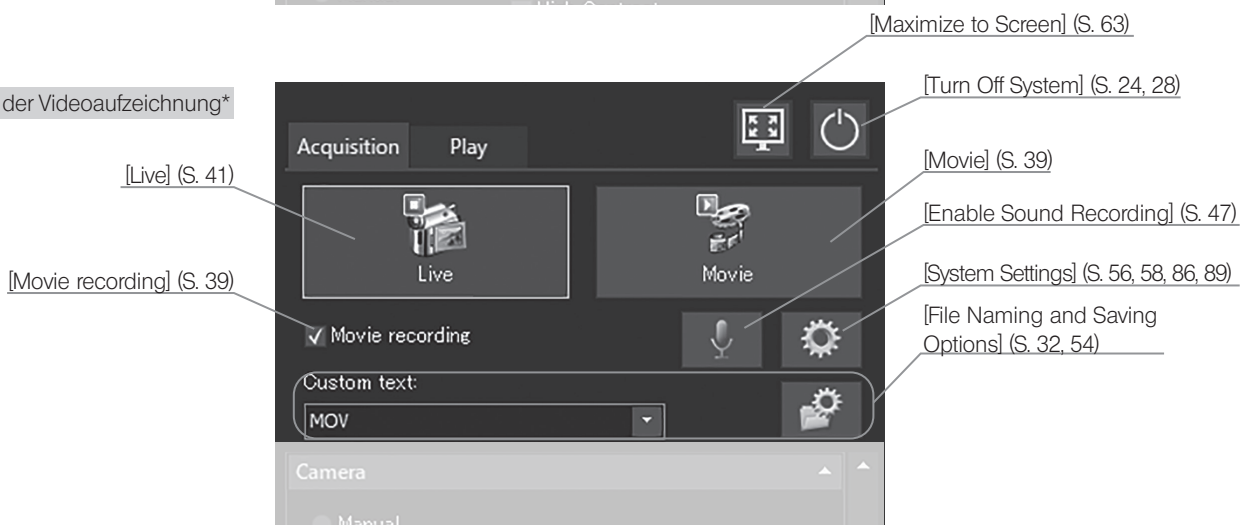 [Maximize to Screen] (S. 63)
der Videoaufzeichnung*
[Turn Off System] (S. 24, 28)
Acquisition Play
[Live] (S. 41)
[Movie] (S. 39)
[Enable Sound Recording] (S. 47)
Live Movie
[Movie recording] (S. 39)
[System Settings] (S. 56, 58, 86, 89)
Movie recording
[File Naming and Saving
Options] (S. 32, 54)
Custom text:
MOV
Camera
Manual